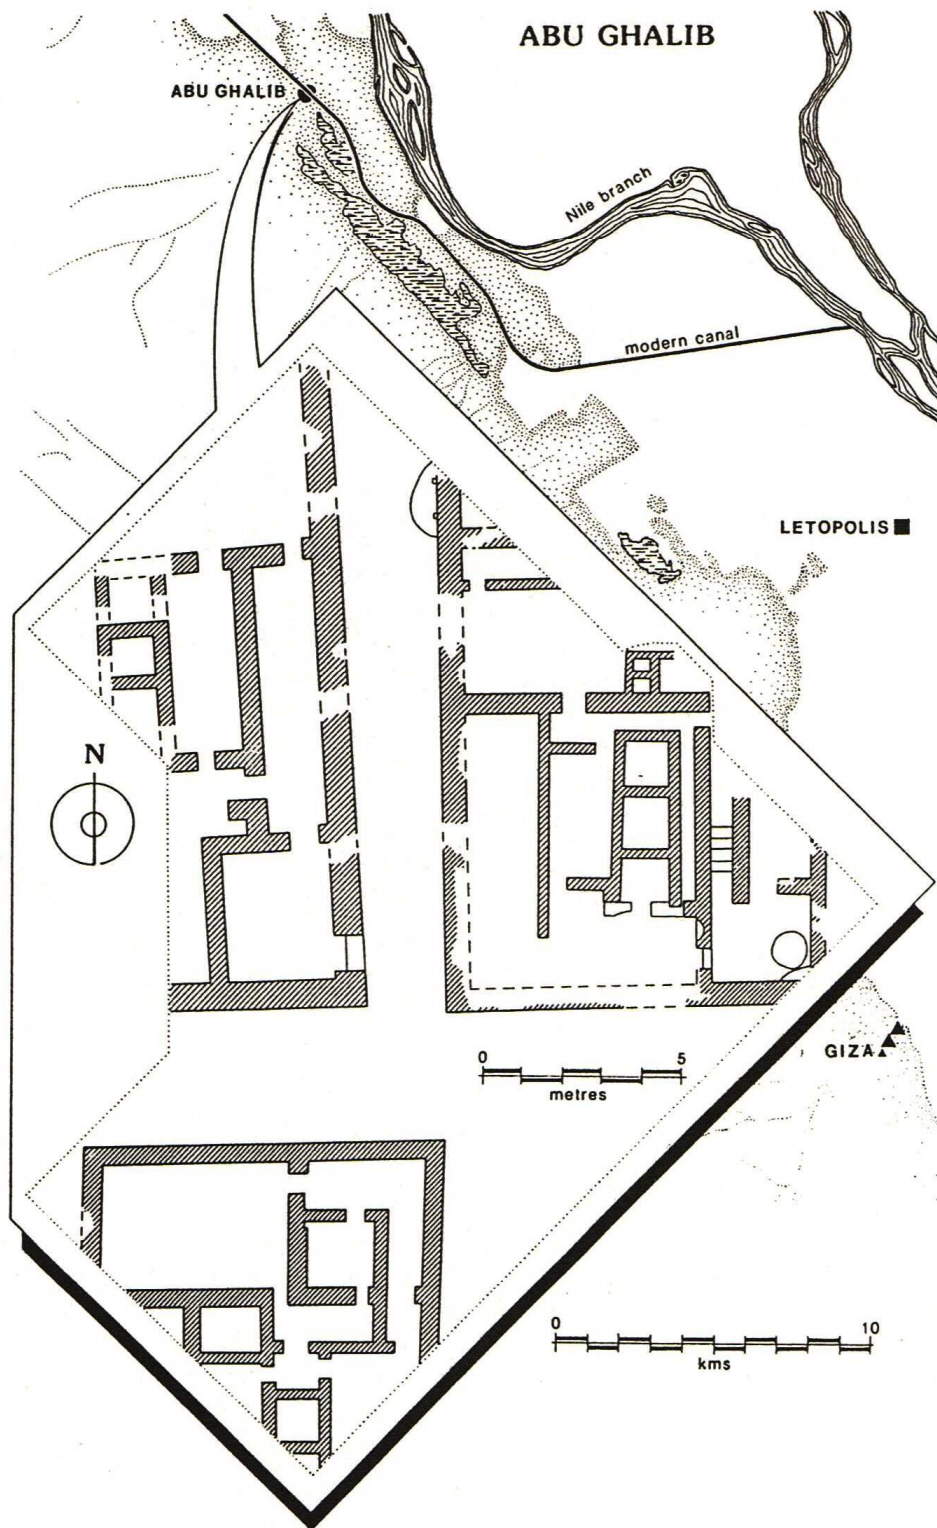 ABU GHALIB
ABU GHALIB
Nile branch
modern canal
LETOPOLIS
N
GIZA
0 5
metres
0 10
kms